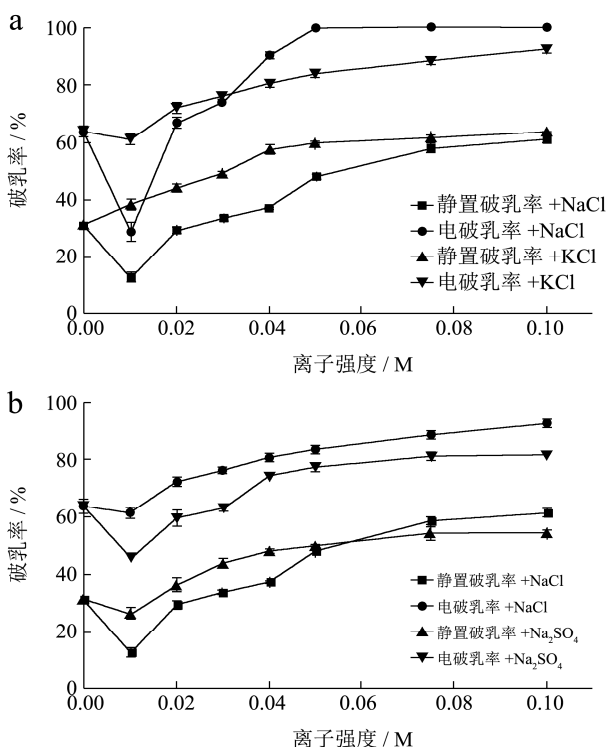 a
100
80
60
40
20
0
破乳率 / %
静置破乳率 +NaCl
电破乳率 +NaCl
静置破乳率 +KCl
电破乳率 +KCl
0.00 0.02 0.04 0.06 0.08 0.10
离子强度 / M
b
100
80
60
40
20
0
破乳率 / %
静置破乳率 +NaCl
电破乳率 +NaCl
静置破乳率 +Na₂SO₄
电破乳率 +Na₂SO₄
0.00 0.02 0.04 0.06 0.08 0.10
离子强度 / M